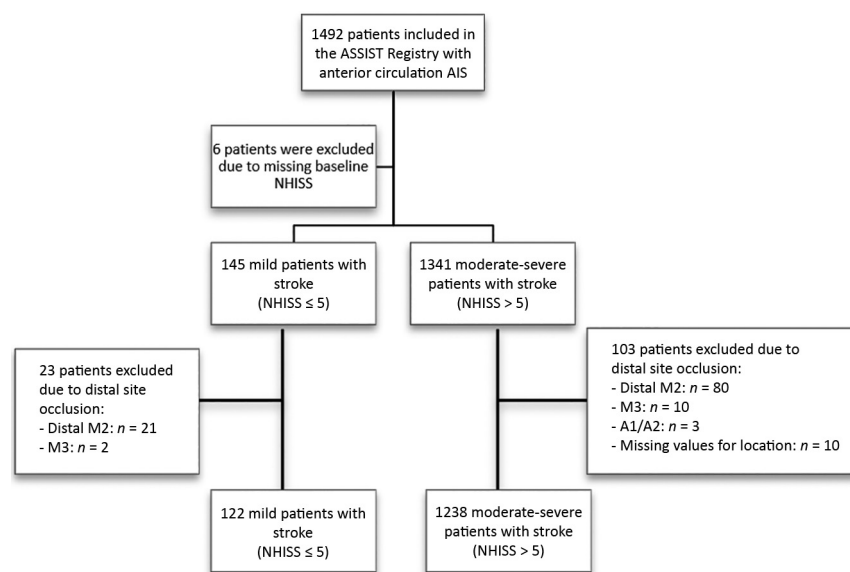 1492 patients included in
the ASSIST Registry with
anterior circulation AIS
6 patients were excluded
due to missing baseline
NHISS
145 mild patients with
stroke
(NHISS ≤ 5)
1341 moderate-severe
patients with stroke
(NHISS > 5)
23 patients excluded
due to distal site
occlusion:
- Distal M2: n = 21
- M3: n = 2
103 patients excluded due to
distal site occlusion:
- Distal M2: n = 80
- M3: n = 10
- A1/A2: n = 3
- Missing values for location: n = 10
122 mild patients with
stroke
(NHISS ≤ 5)
1238 moderate-severe
patients with stroke
(NHISS > 5)